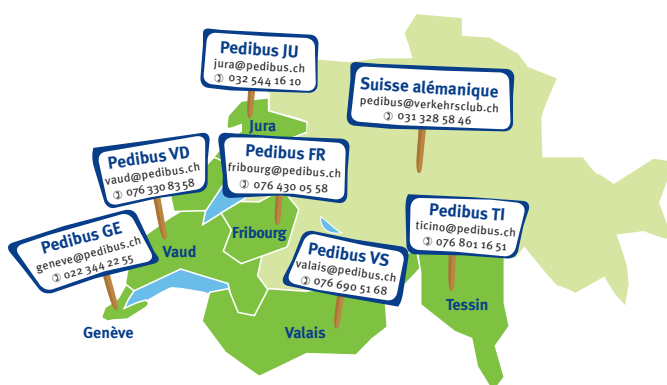 Pedibus JU
jura@pedibus.ch
✆ 032 544 16 10
Suisse alémanique
pedibus@verkehrsclub.ch
✆ 031 328 58 46
Jura
Pedibus VD
vaud@pedibus.ch
✆ 076 330 83 58
Pedibus FR
fribourg@pedibus.ch
✆ 076 430 05 58
Pedibus TI
ticino@pedibus.ch
✆ 076 801 16 51
Pedibus GE
geneve@pedibus.ch
✆ 022 344 22 55
Vaud
Fribourg
Pedibus VS
valais@pedibus.ch
✆ 076 690 51 68
Tessin
Genève
Valais